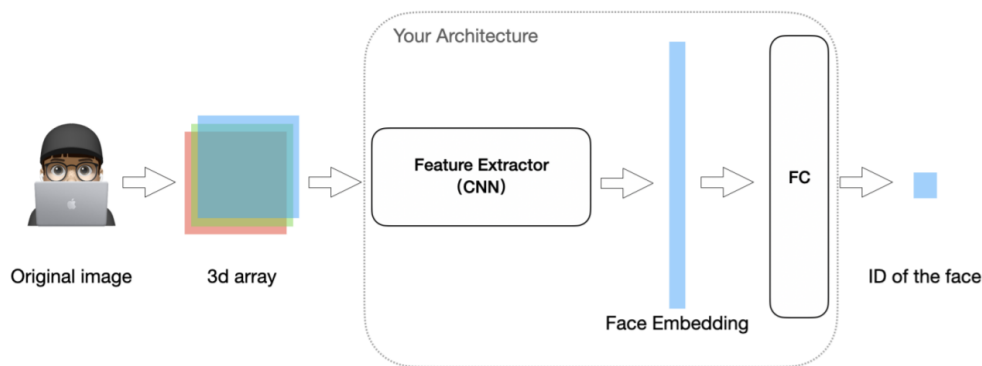 Your Architecture
Feature Extractor
(CNN)
FC
Original image
3d array
Face Embedding
ID of the face